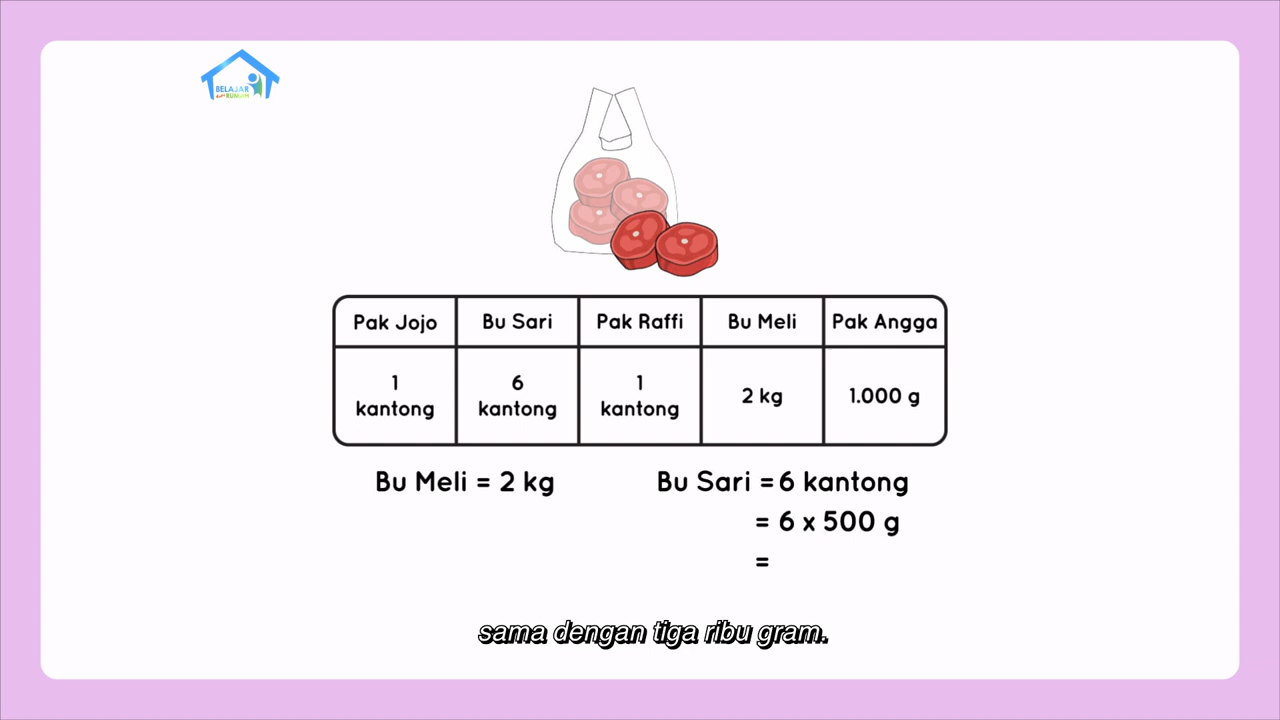 BELAJAR
dari RUMAH
Pak Jojo
Bu Sari
Pak Raffi
Bu Meli
Pak Angga
1
kantong
6
kantong
1
kantong
2 kg
1.000 g
Bu Meli = 2 kg
Bu Sari = 6 kantong
= 6 x 500 g
=
sama dengan tiga ribu gram.